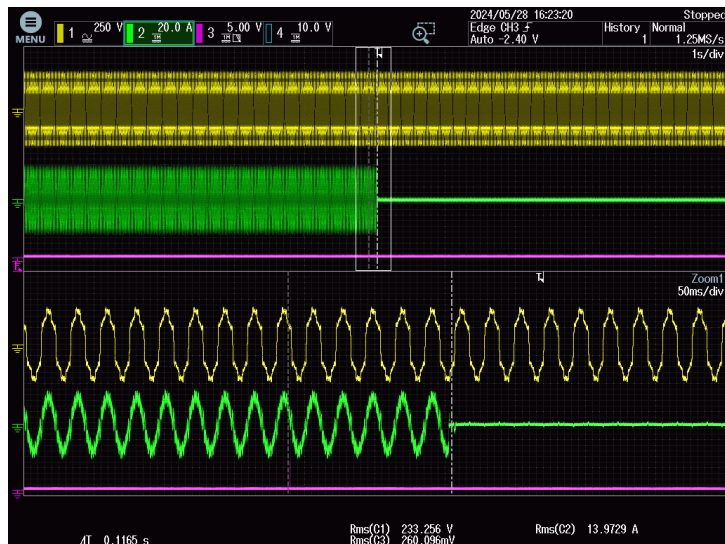 2024/05/28 16:23:20 Stopped
MENU 1 250 V 2 20.0 A 3 5.00 V 4 10.0 V Edge CH3 History Normal
Auto -2.40 V 1 1.25MS/s
1s/div
T
Zoom1
50ms/div
T
Rms(C1) 233.256 V Rms(C2) 13.9729 A
Rms(C3) 260.096mV
ΔT 0.1165 s